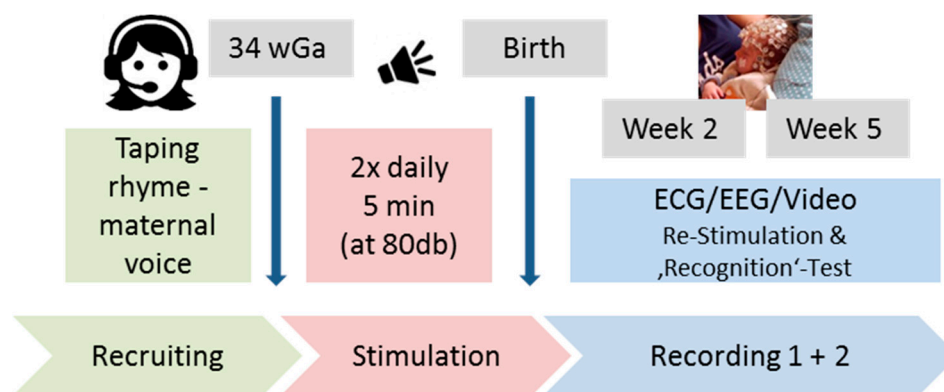 34 wGa
Birth
Week 2
Week 5
Taping
rhyme -
maternal
voice
2x daily
5 min
(at 80db)
ECG/EEG/Video
Re-Stimulation &
‚Recognition‘-Test
Recruiting
Stimulation
Recording 1 + 2